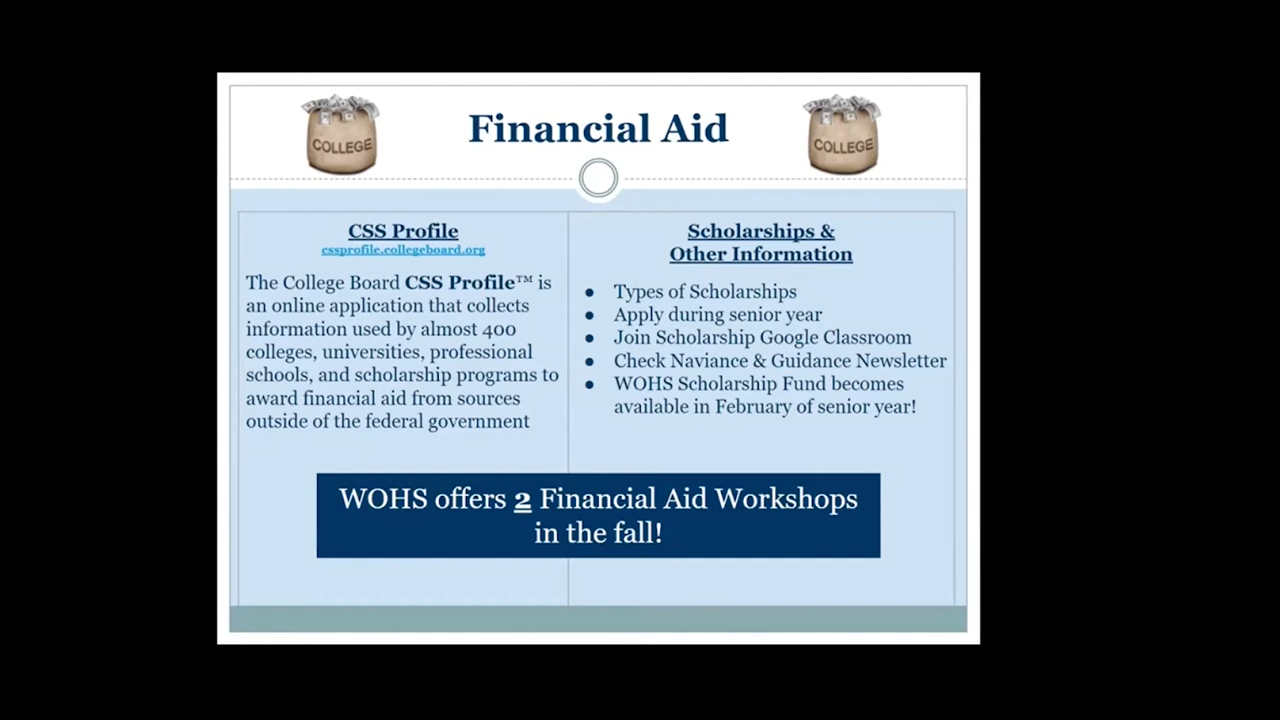 COLLEGE
Financial Aid
COLLEGE
CSS Profile
cssprofile.collegeboard.org
The College Board CSS Profile™ is
an online application that collects
information used by almost 400
colleges, universities, professional
schools, and scholarship programs to
award financial aid from sources
outside of the federal government
Scholarships &
Other Information
● Types of Scholarships
● Apply during senior year
● Join Scholarship Google Classroom
● Check Naviance & Guidance Newsletter
● WOHS Scholarship Fund becomes
available in February of senior year!
WOHS offers 2 Financial Aid Workshops
in the fall!